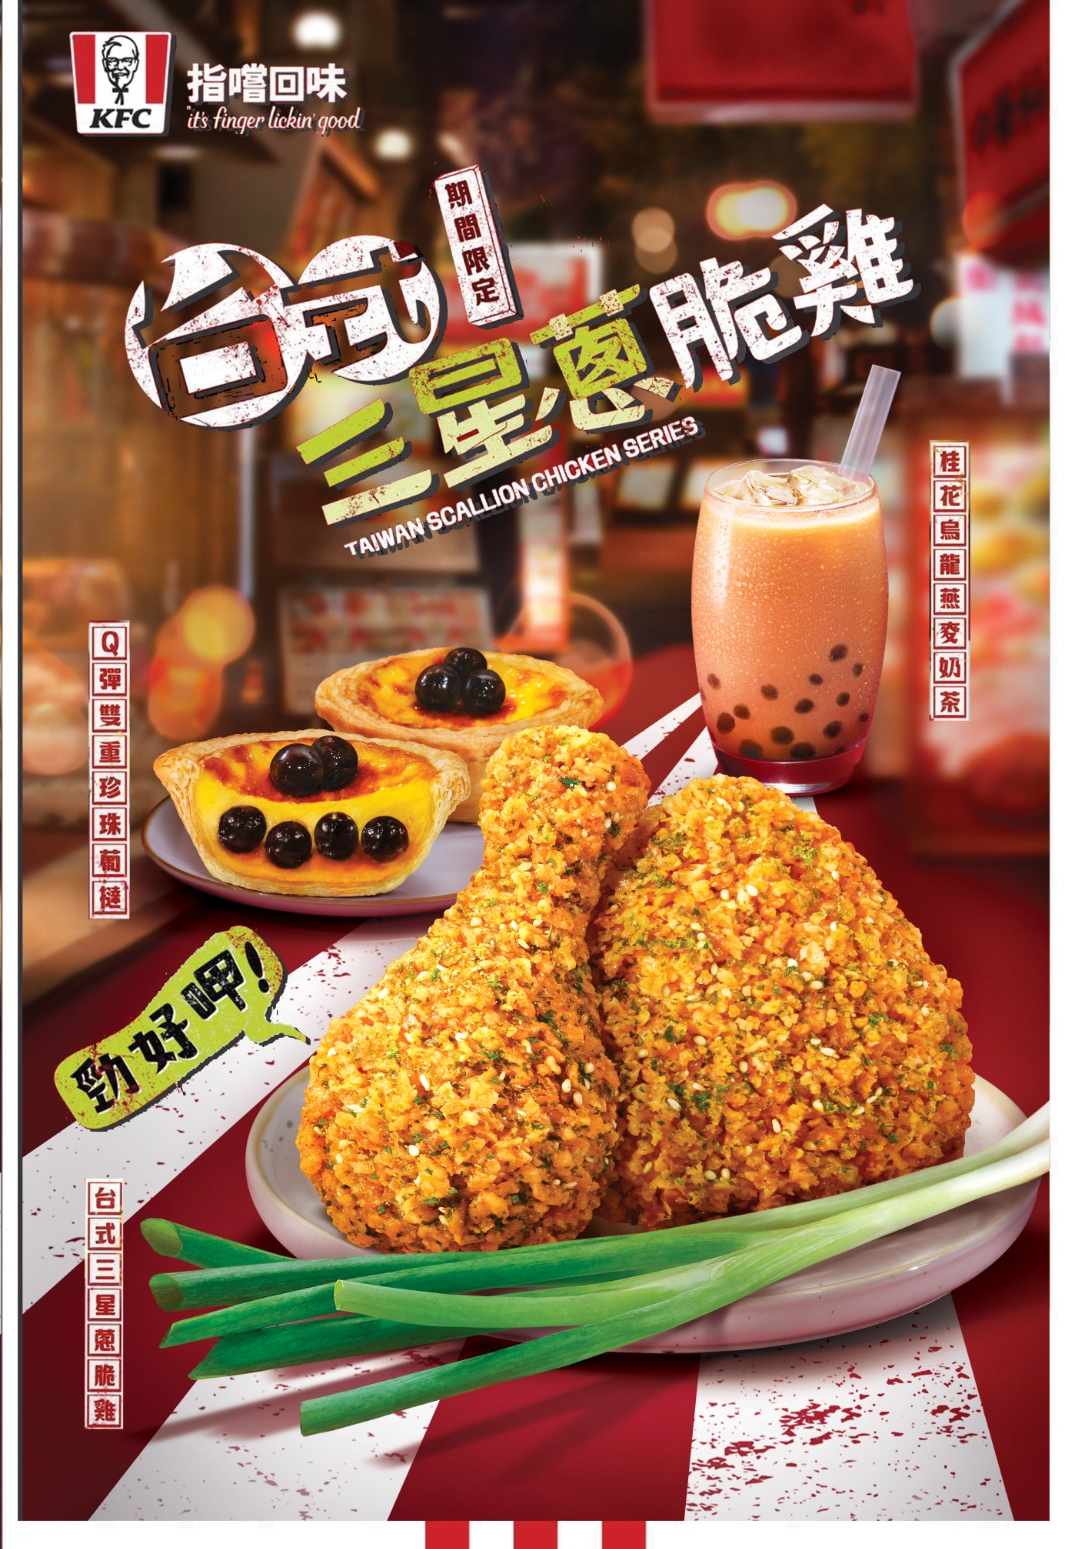 KFC
指嚐回味
it's finger lickin' good
期間限定
台式
三星蔥脆雞
TAIWAN SCALLION CHICKEN SERIES
桂花烏龍燕麥奶茶
Q彈雙重珍珠葡撻
勁好呷!
台式三星蔥脆雞